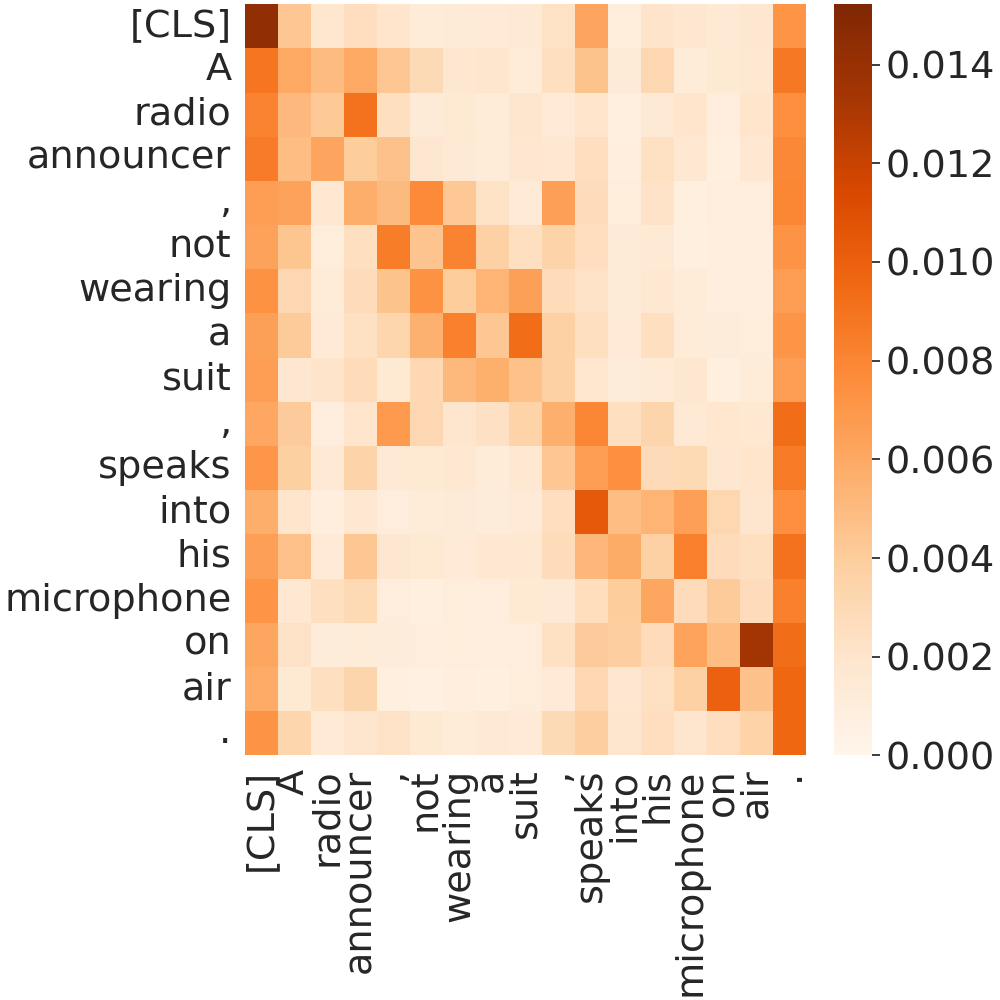 [CLS]
A
radio
announcer
,
not
wearing
a
suit
,
speaks
into
his
microphone
on
air
.
0.014
0.012
0.010
0.008
0.006
0.004
0.002
0.000
[CLS]
A
radio
announcer
,
not
wearing
a
suit
,
speaks
into
his
microphone
on
air
.